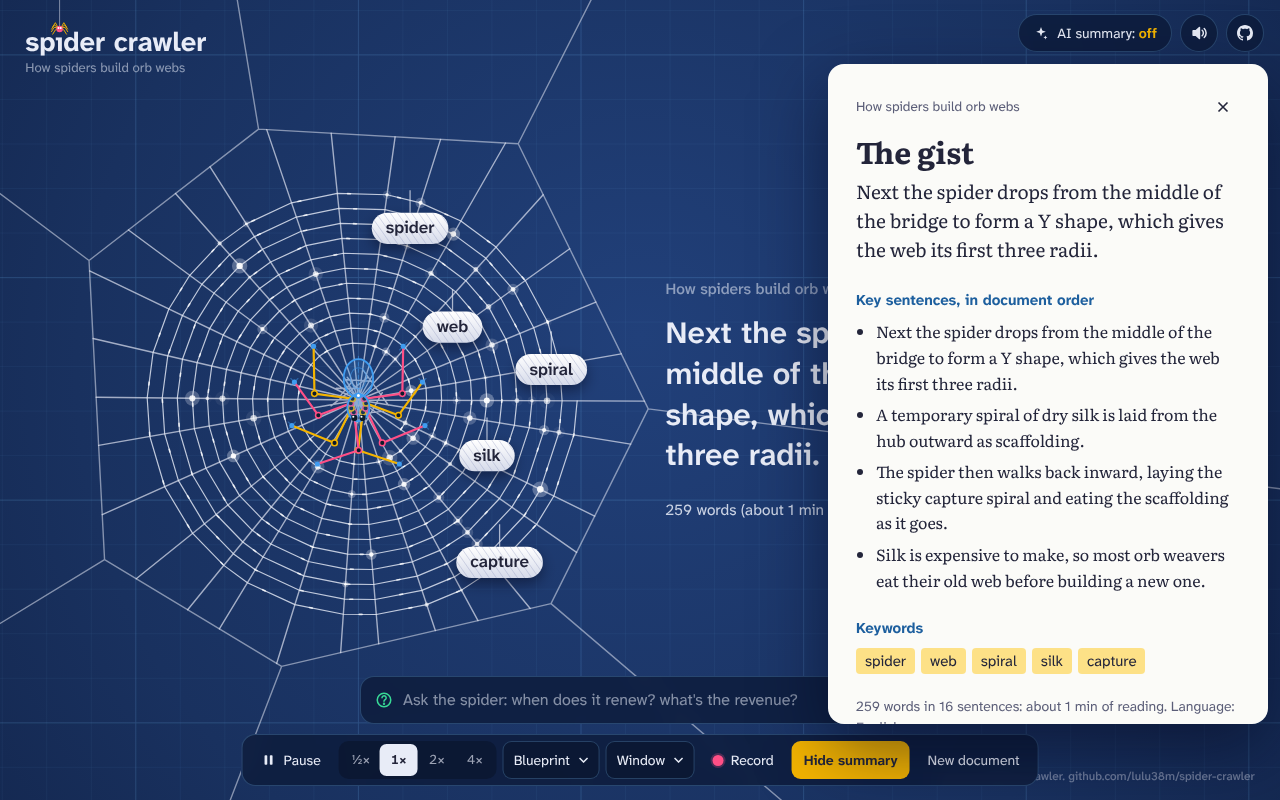 spider crawler
How spiders build orb webs
AI summary: off
spider
web
spiral
silk
capture
How spiders build orb w
Next the sp
middle of th
shape, whic
three radii.
259 words (about 1 min
How spiders build orb webs
The gist
Next the spider drops from the middle of
the bridge to form a Y shape, which gives
the web its first three radii.
Key sentences, in document order
Next the spider drops from the middle of the
bridge to form a Y shape, which gives the web
its first three radii.
A temporary spiral of dry silk is laid from the
hub outward as scaffolding.
The spider then walks back inward, laying the
sticky capture spiral and eating the scaffolding
as it goes.
Silk is expensive to make, so most orb weavers
eat their old web before building a new one.
Keywords
spider web spiral silk capture
259 words in 16 sentences: about 1 min of reading. Language:
Ask the spider: when does it renew? what's the revenue?
Pause ½× 1× 2× 4× Blueprint Window Record Hide summary New document
awler. github.com/lulu38m/spider-crawler